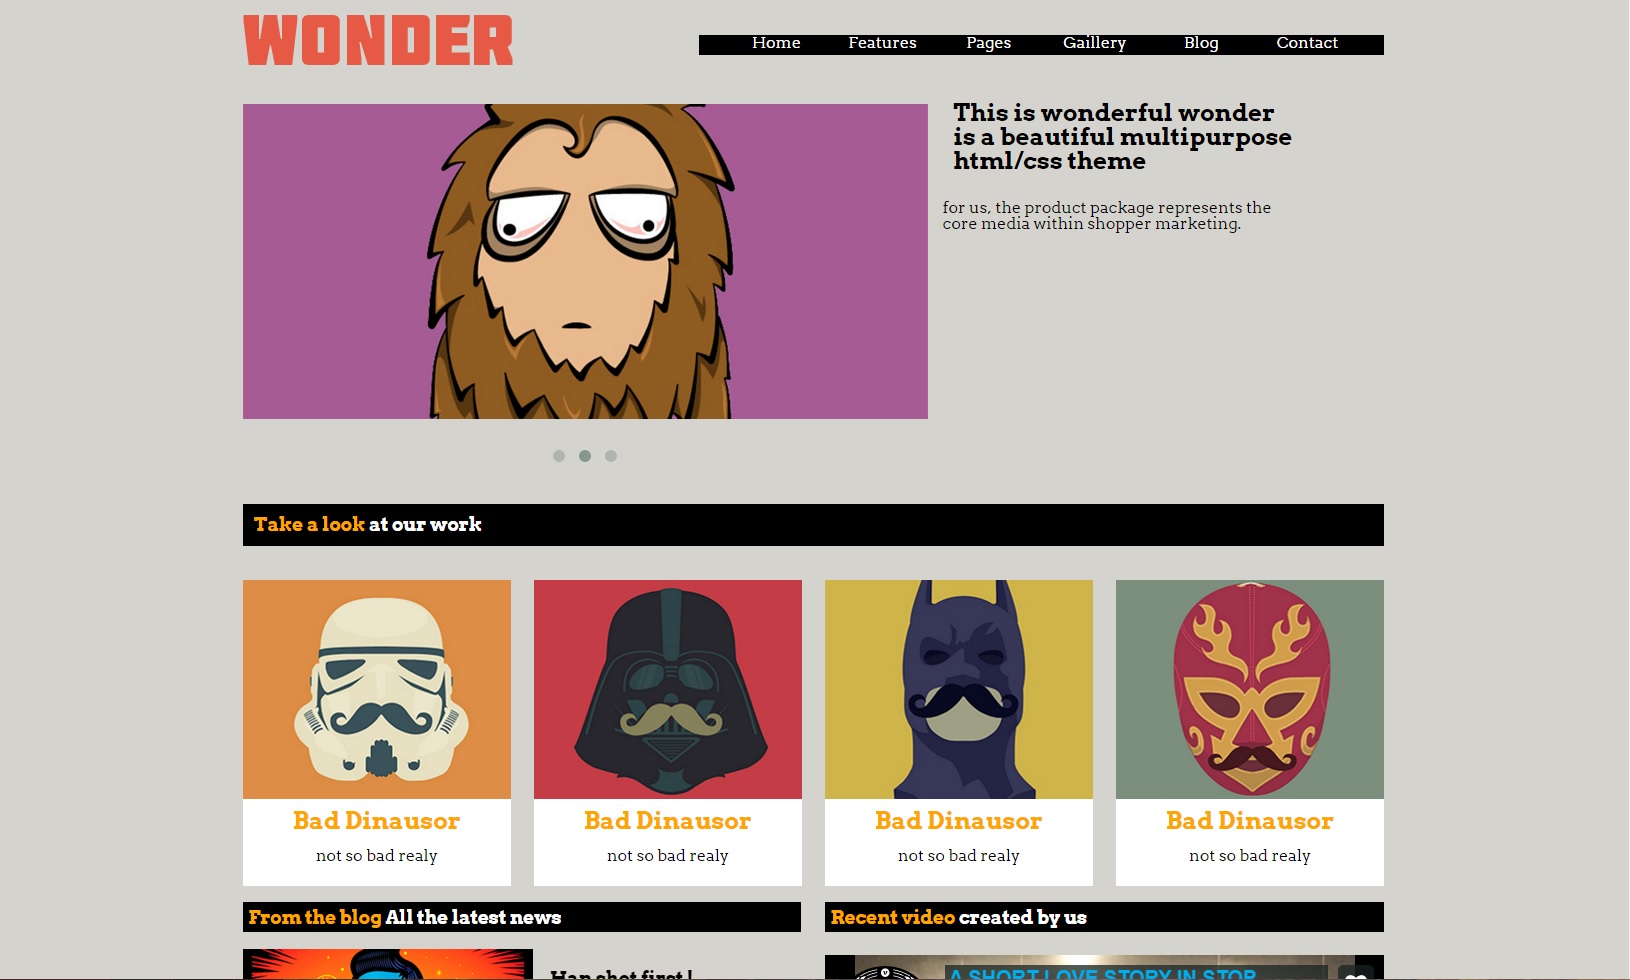 WONDER
Home Features Pages Gaillery Blog Contact
This is wonderful wonder
is a beautiful multipurpose
html/css theme
for us, the product package represents the
core media within shopper marketing.
Take a look at our work
Bad Dinausor
not so bad realy
Bad Dinausor
not so bad realy
Bad Dinausor
not so bad realy
Bad Dinausor
not so bad realy
From the blog All the latest news
Recent video created by us
Han shot first !
A SHORT LOVE STORY IN STOP